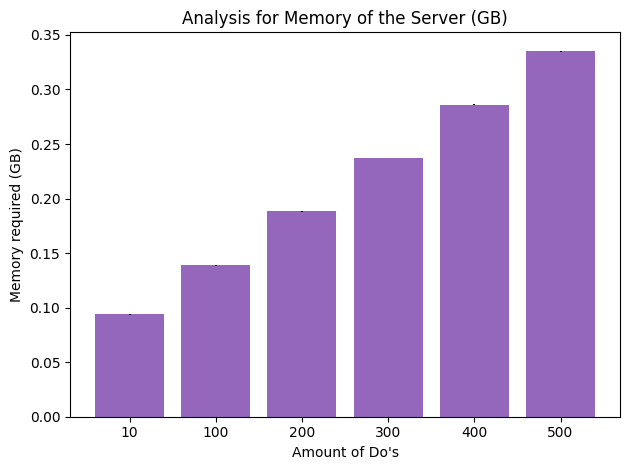 Analysis for Memory of the Server (GB)
Memory required (GB)
0.35
0.30
0.25
0.20
0.15
0.10
0.05
0.00
10 100 200 300 400 500
Amount of Do's